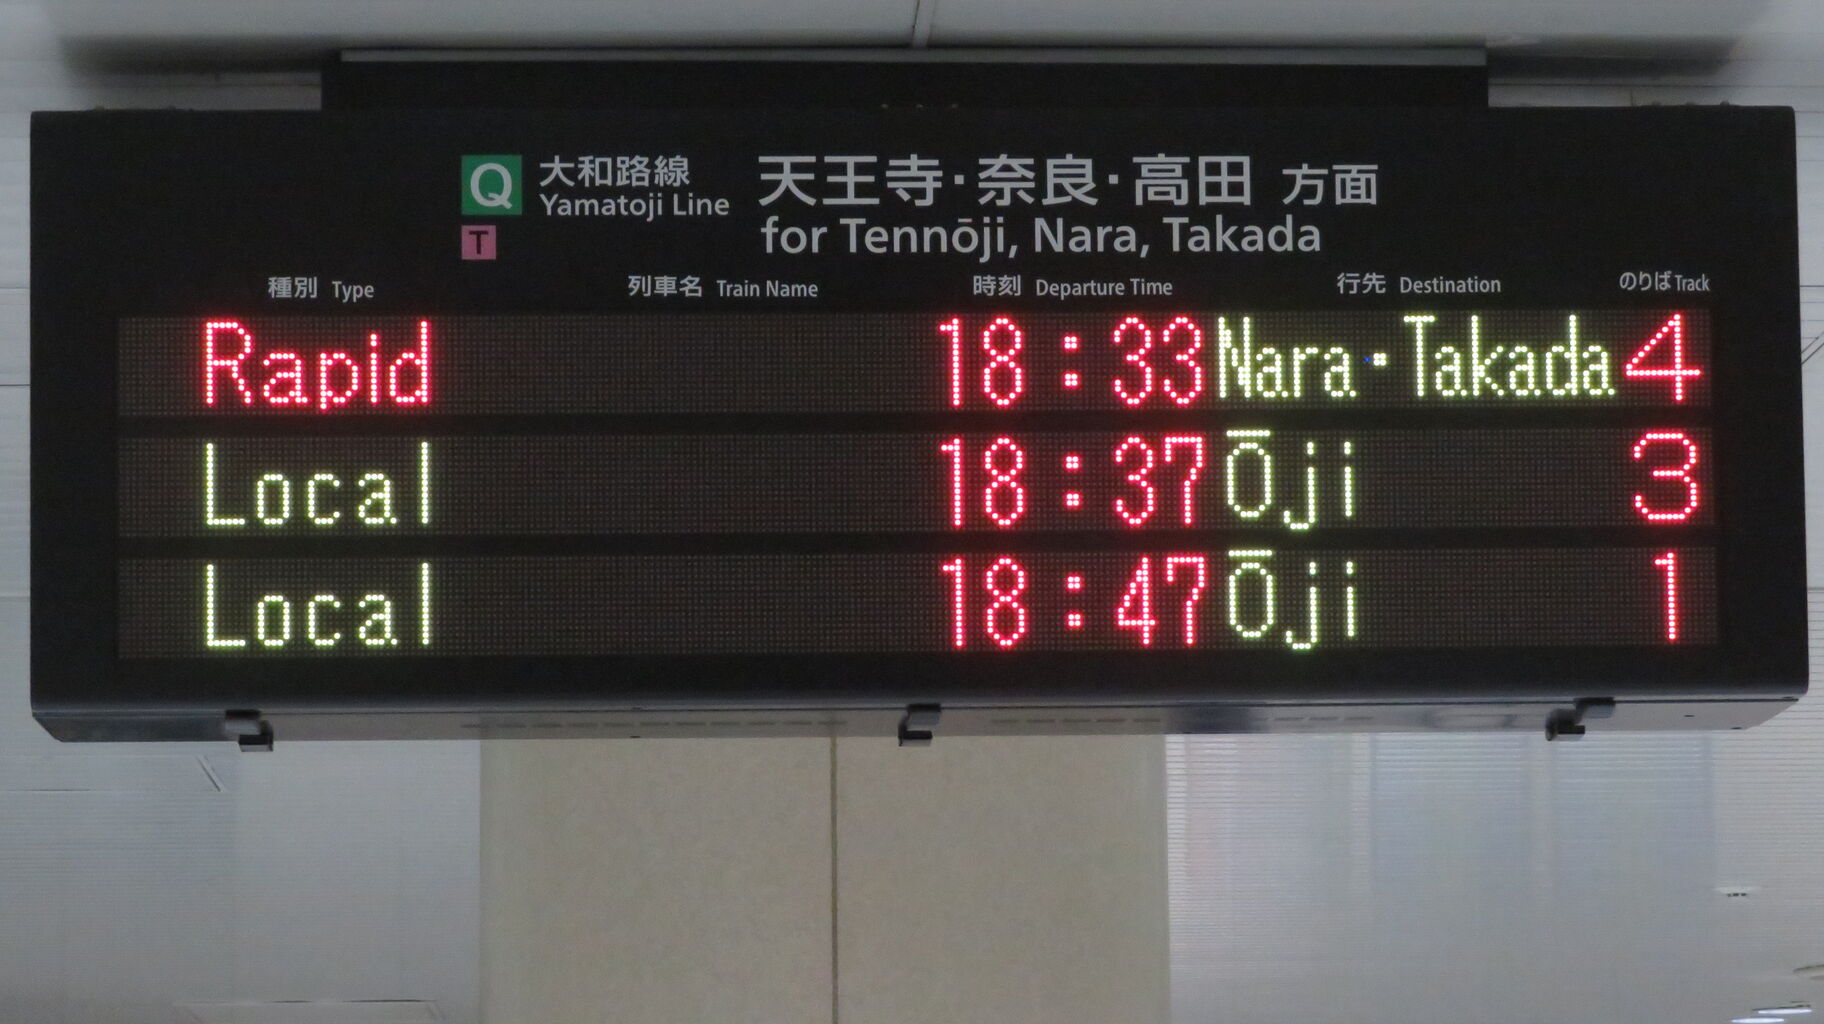 Q 大和路線 天王寺・奈良・高田 方面
Yamatoji Line
T for Tennōji, Nara, Takada
種別 Type 列車名 Train Name 時刻 Departure Time 行先 Destination のりば Track
Rapid 18:33 Nara・Takada 4
Local 18:37 Ōji 3
Local 18:47 Ōji 1